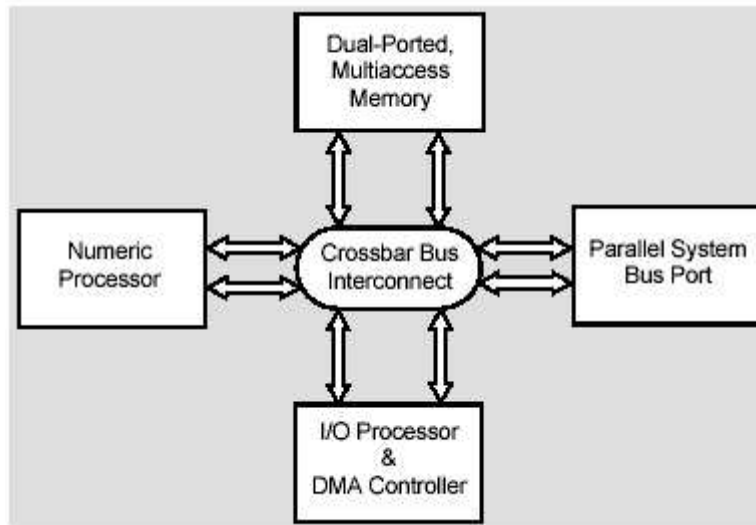 Dual-Ported,
Multiaccess
Memory
Numeric
Processor
Crossbar Bus
Interconnect
Parallel System
Bus Port
I/O Processor
&
DMA Controller